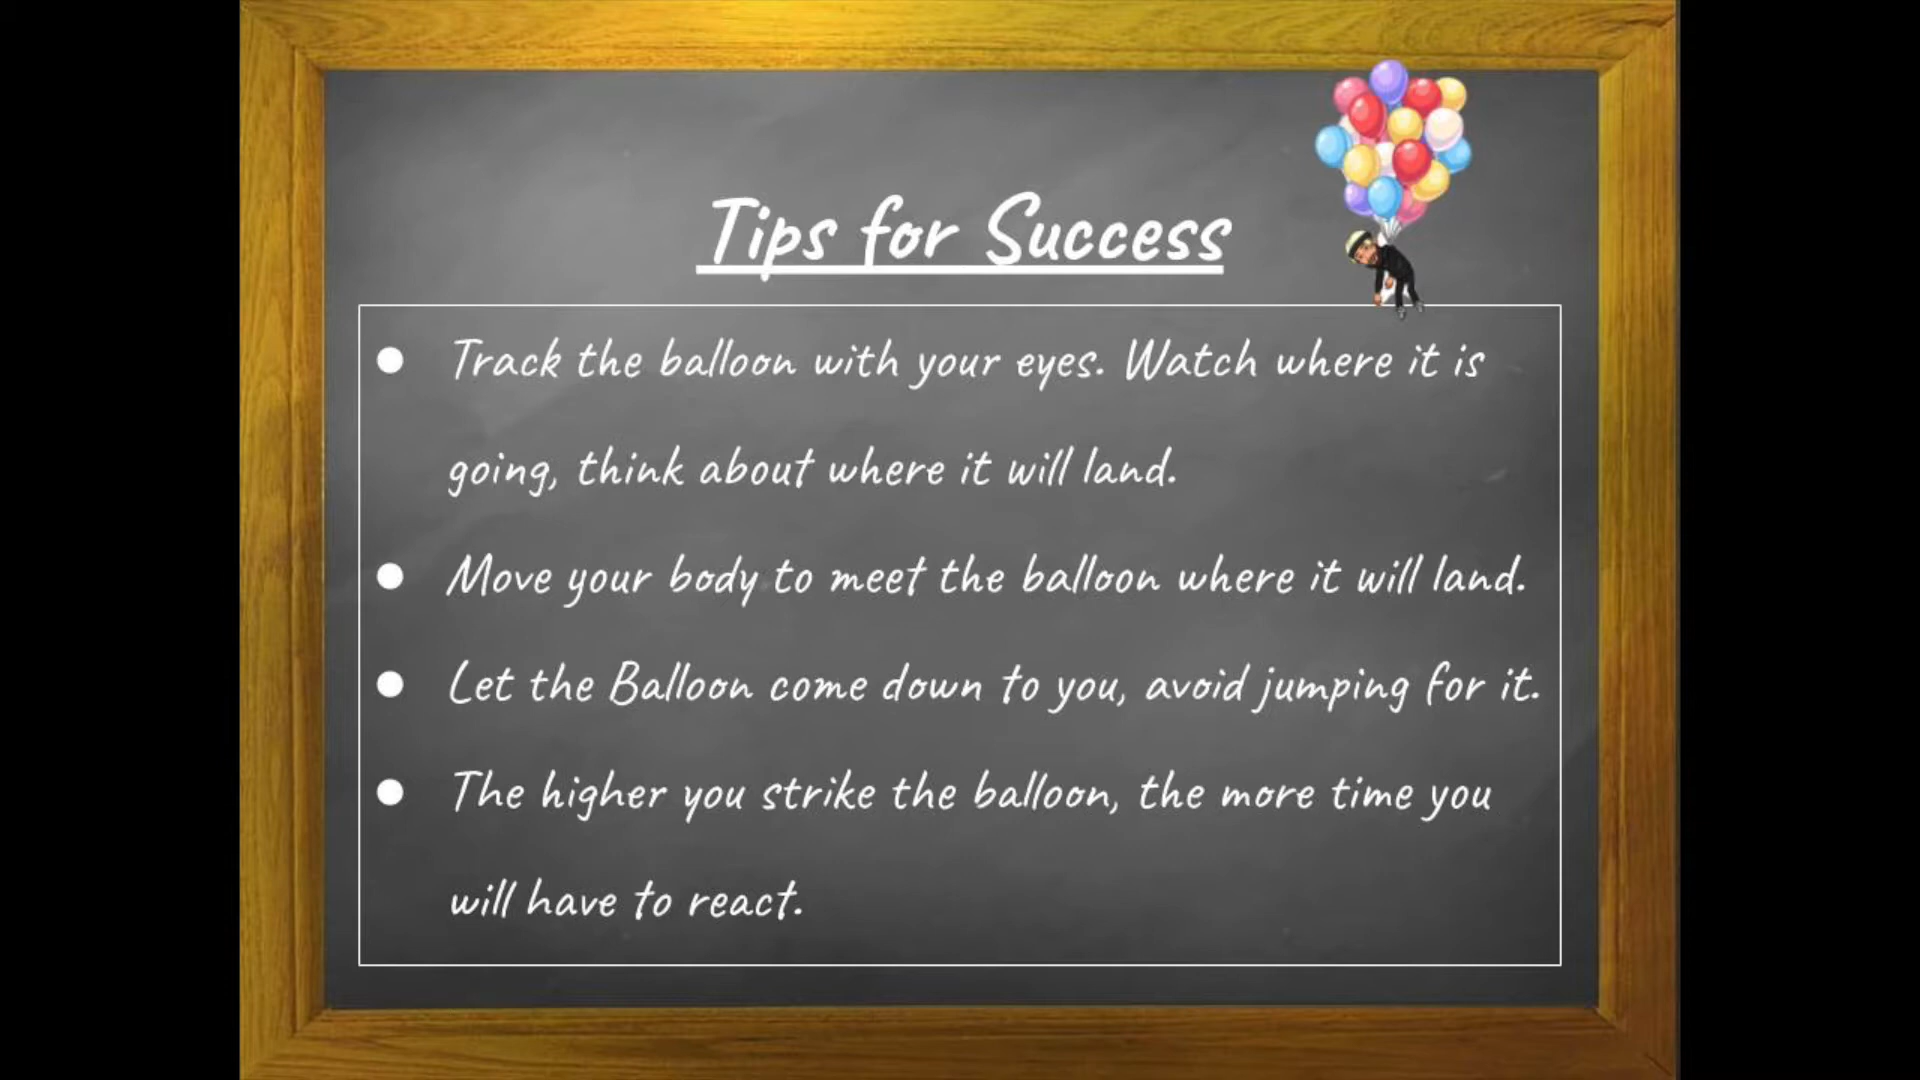 Tips for Success
● Track the balloon with your eyes. Watch where it is
going, think about where it will land.
● Move your body to meet the balloon where it will land.
● Let the Balloon come down to you, avoid jumping for it.
● The higher you strike the balloon, the more time you
will have to react.